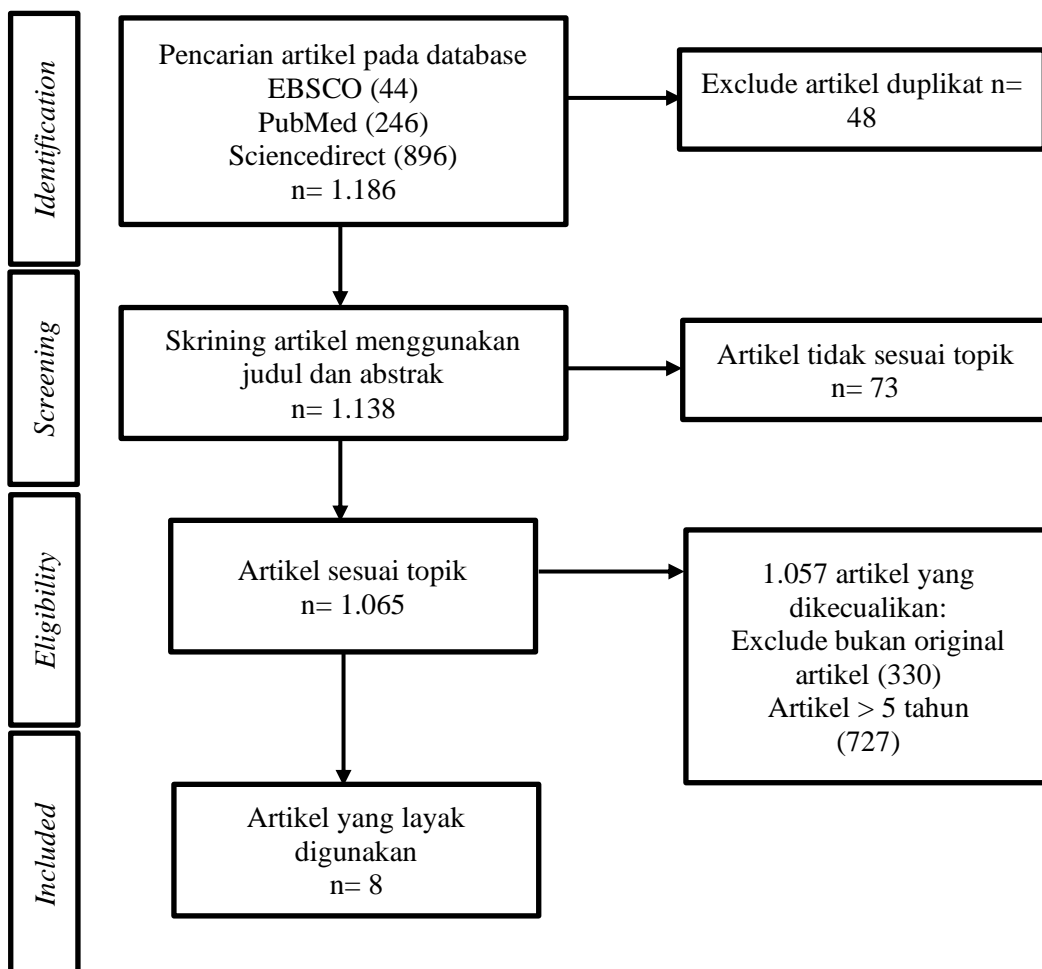 Identification
Pencarian artikel pada database
EBSCO (44)
PubMed (246)
Sciencedirect (896)
n= 1.186
Exclude artikel duplikat n=
48
Screening
Skrining artikel menggunakan
judul dan abstrak
n= 1.138
Artikel tidak sesuai topik
n= 73
Eligibility
Artikel sesuai topik
n= 1.065
1.057 artikel yang
dikecualikan:
Exclude bukan original
artikel (330)
Artikel > 5 tahun
(727)
Included
Artikel yang layak
digunakan
n= 8